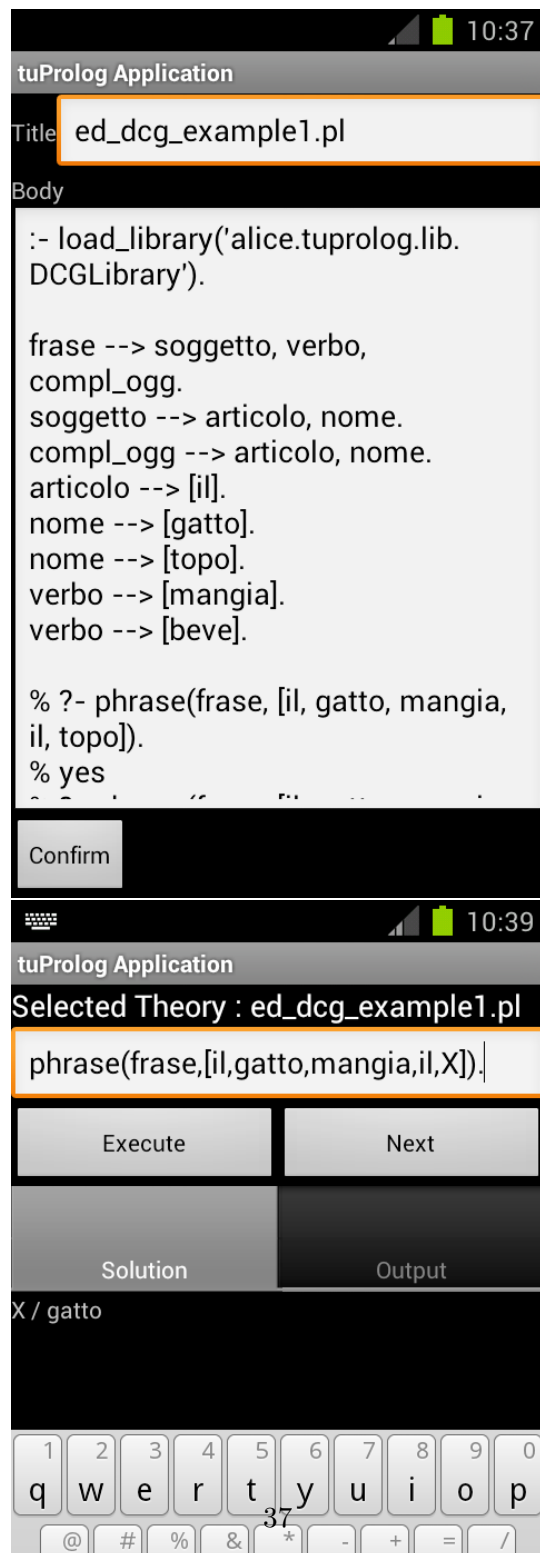 10:37
tuProlog Application
Title ed_dcg_example1.pl
Body
:- load_library('alice.tuprolog.lib.
DCGLibrary').
frase --> soggetto, verbo,
compl_ogg.
soggetto --> articolo, nome.
compl_ogg --> articolo, nome.
articolo --> [il].
nome --> [gatto].
nome --> [topo].
verbo --> [mangia].
verbo --> [beve].
% ?- phrase(frase, [il, gatto, mangia,
il, topo]).
% yes
Confirm
10:39
tuProlog Application
Selected Theory : ed_dcg_example1.pl
phrase(frase,[il,gatto,mangia,il,X]).
Execute Next
Solution Output
X / gatto
1 2 3 4 5 6 7 8 9 0
q w e r t y u i o p
37
@ # % & * - + = /